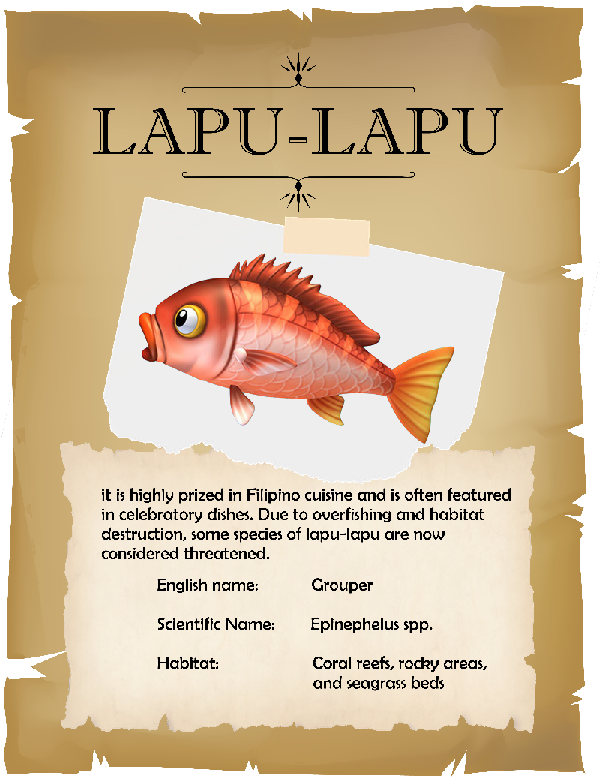 LAPU-LAPU
it is highly prized in Filipino cuisine and is often featured
in celebratory dishes. Due to overfishing and habitat
destruction, some species of lapu-lapu are now
considered threatened.
English name: Grouper
Scientific Name: Epinephelus spp.
Habitat: Coral reefs, rocky areas,
and seagrass beds